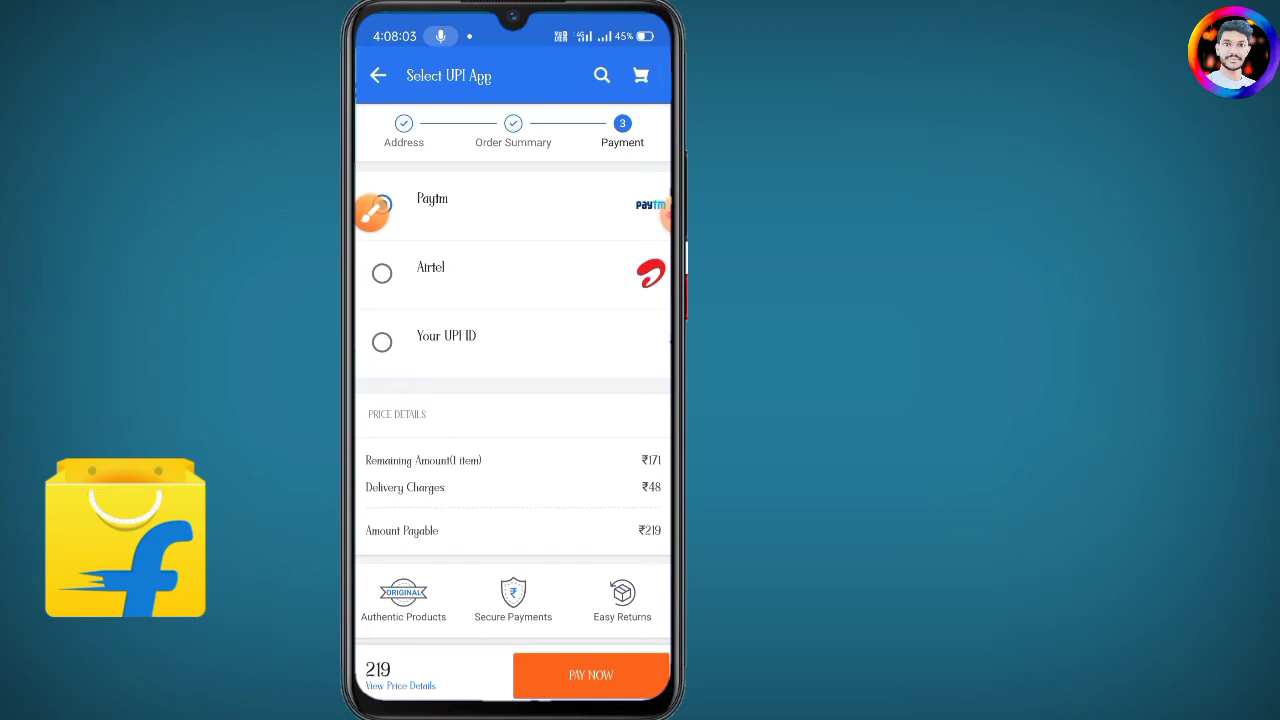 4:08:03 45%
Select UPI App
3
Address Order Summary Payment
Paytm paytm
Airtel
Your UPI ID
PRICE DETAILS
Remaining Amount(1 item) ₹171
Delivery Charges ₹48
Amount Payable ₹219
ORIGINAL ₹
Authentic Products Secure Payments Easy Returns
219
View Price Details
PAY NOW
f